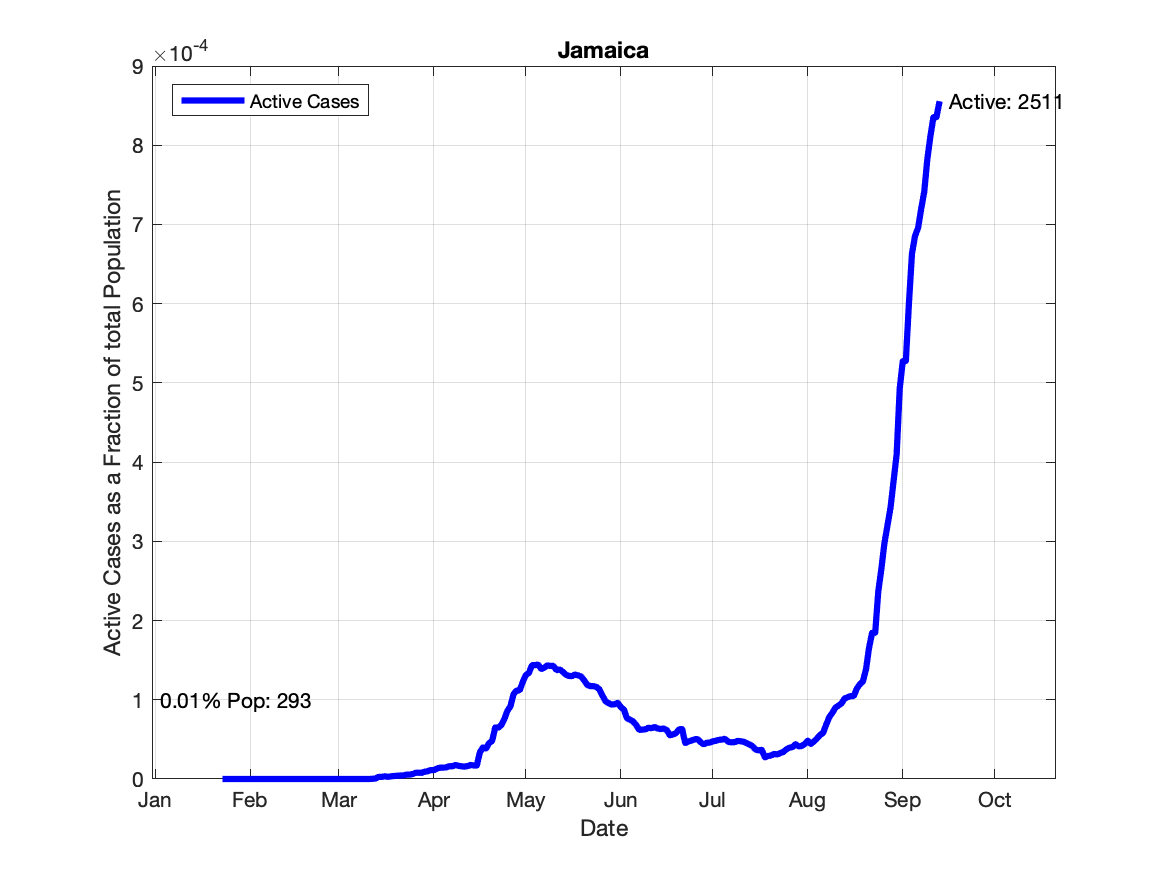 Jamaica
×10-4
9
8
7
6
5
4
3
2
1
0
Active Cases as a Fraction of total Population
Active Cases
Active: 2511
0.01% Pop: 293
Jan Feb Mar Apr May Jun Jul Aug Sep Oct
Date